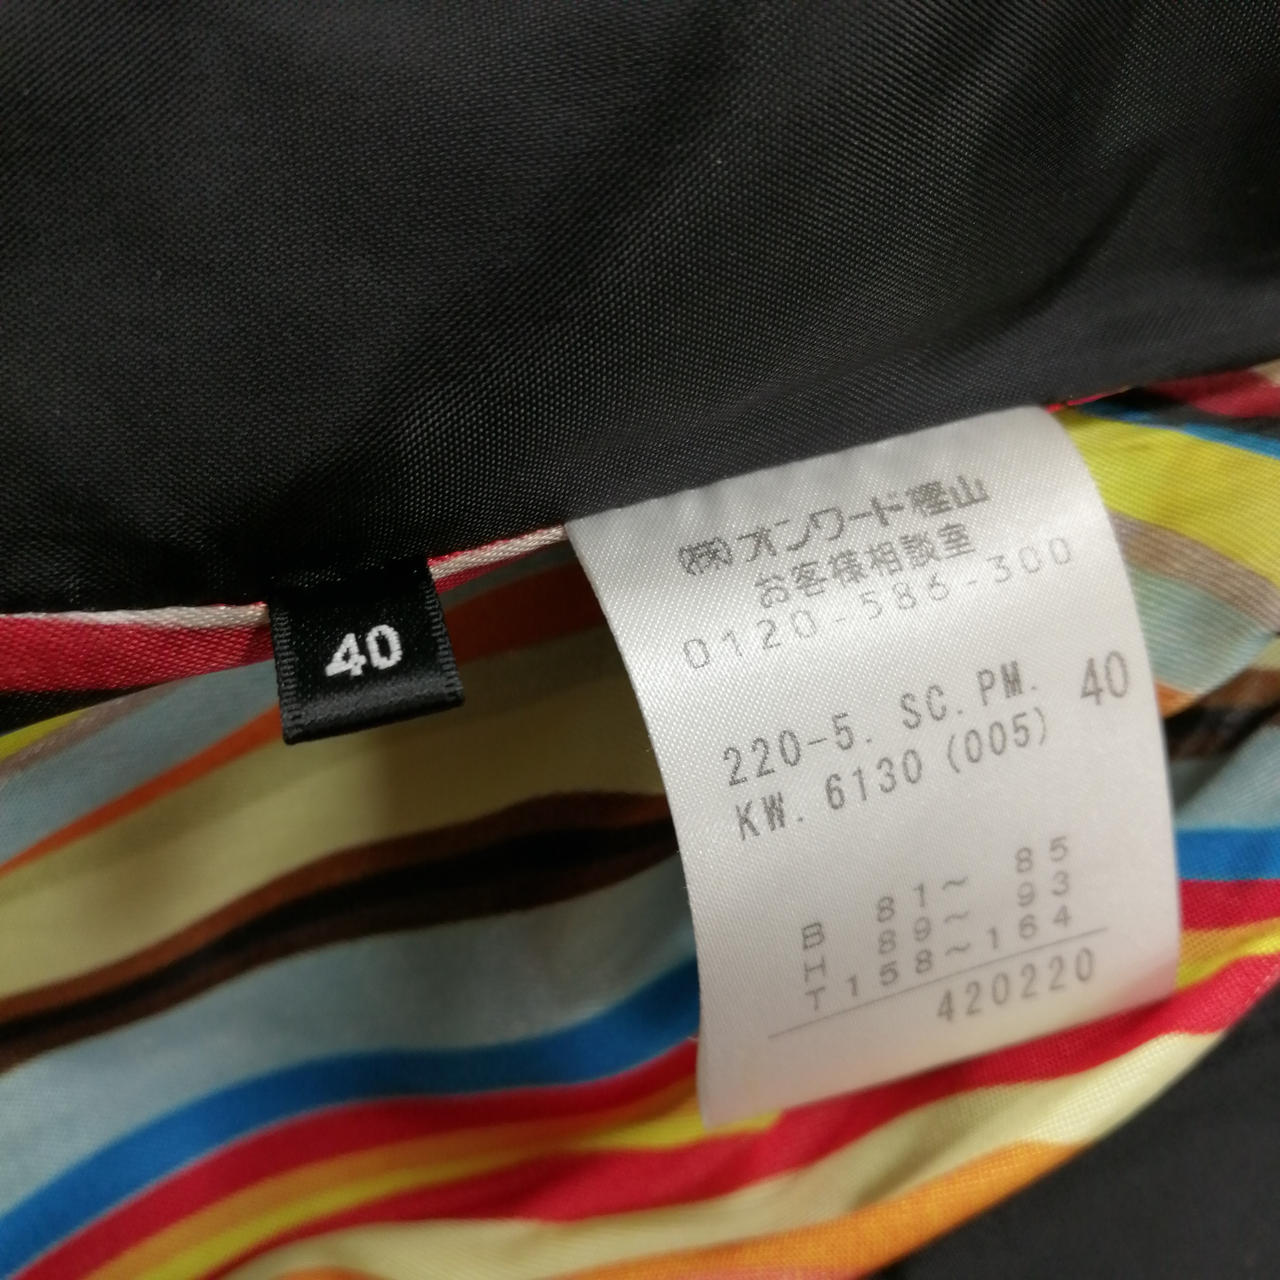 40
(株)オンワード樫山
お客様相談室
0120-586-300
220-5. SC. PM. 40
KW. 6130 (005)
B 81~ 85
H 89~ 93
T 158~164
420220